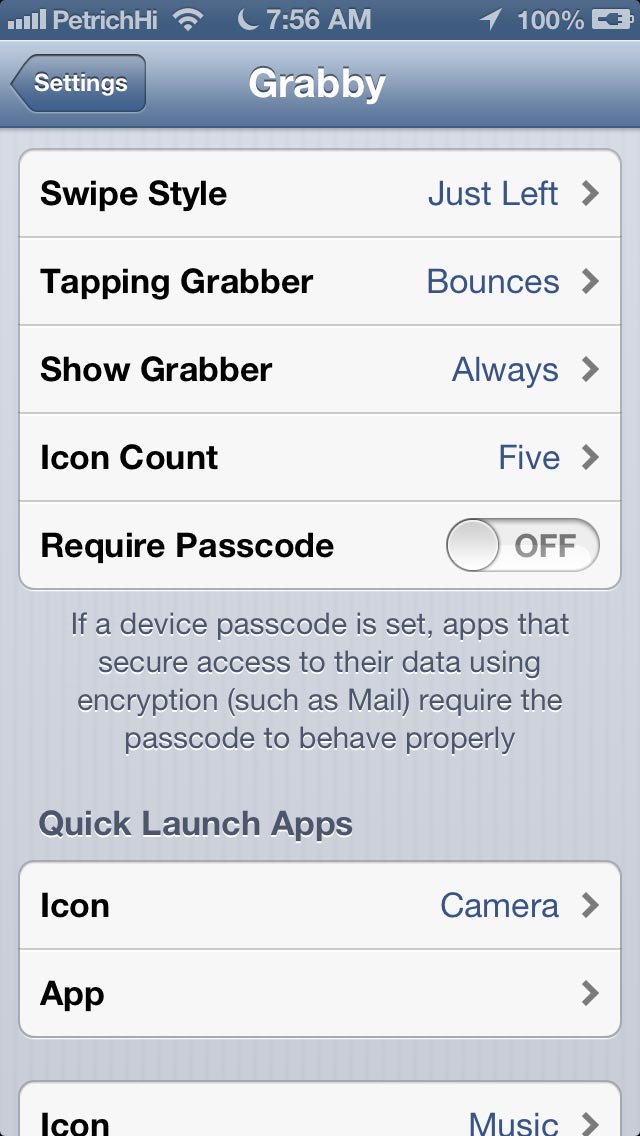 PetrichHi 7:56 AM 100%
Settings Grabby
Swipe Style Just Left
Tapping Grabber Bounces
Show Grabber Always
Icon Count Five
Require Passcode OFF
If a device passcode is set, apps that
secure access to their data using
encryption (such as Mail) require the
passcode to behave properly
Quick Launch Apps
Icon Camera
App
Icon Music